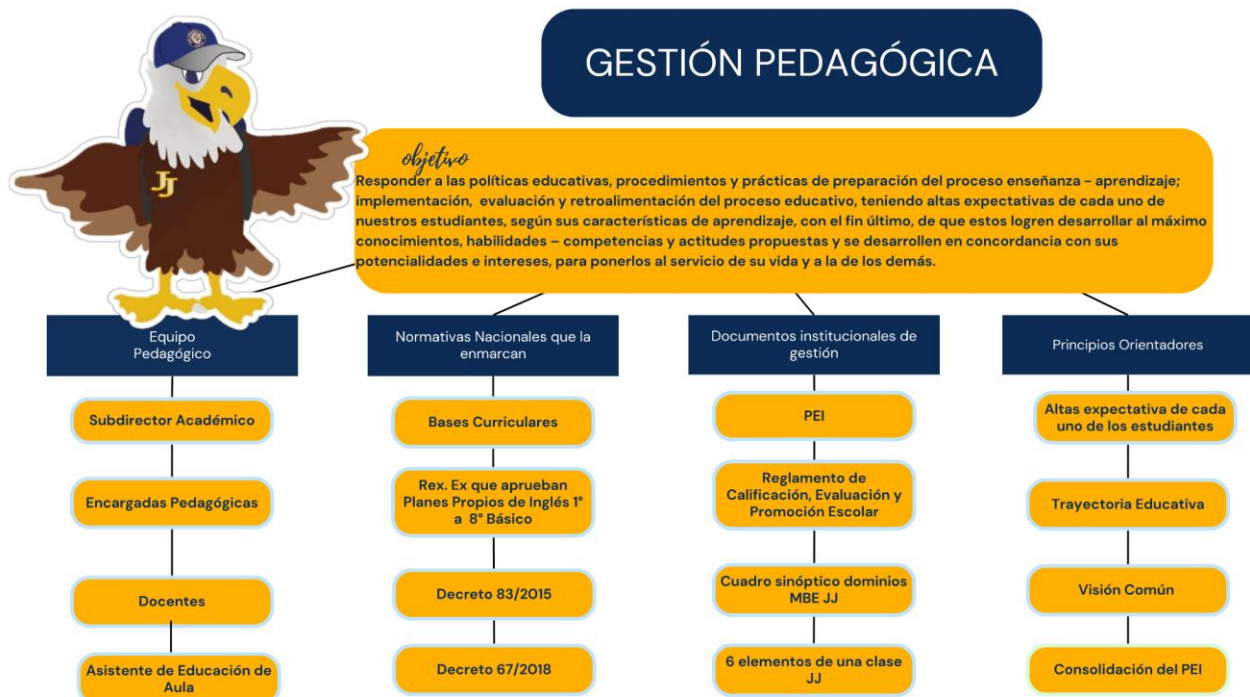 GESTIÓN PEDAGÓGICA
JJ
objetivo
Responder a las políticas educativas, procedimientos y prácticas de preparación del proceso enseñanza - aprendizaje;
implementación, evaluación y retroalimentación del proceso educativo, teniendo altas expectativas de cada uno de
nuestros estudiantes, según sus características de aprendizaje, con el fin último, de que estos logren desarrollar al máximo
conocimientos, habilidades – competencias y actitudes propuestas y se desarrollen en concordancia con sus
potencialidades e intereses, para ponerlos al servicio de su vida y a la de los demás.
Equipo
Pedagógico
Subdirector Académico
Encargadas Pedagógicas
Docentes
Asistente de Educación de
Aula
Normativas Nacionales que la
enmarcan
Bases Curriculares
Rex. Ex que aprueban
Planes Propios de Inglés 1°
a 8° Básico
Decreto 83/2015
Decreto 67/2018
Documentos institucionales de
gestión
PEI
Reglamento de
Calificación, Evaluación y
Promoción Escolar
Cuadro sinóptico dominios
MBE JJ
6 elementos de una clase
JJ
Principios Orientadores
Altas expectativa de cada
uno de los estudiantes
Trayectoria Educativa
Visión Común
Consolidación del PEI